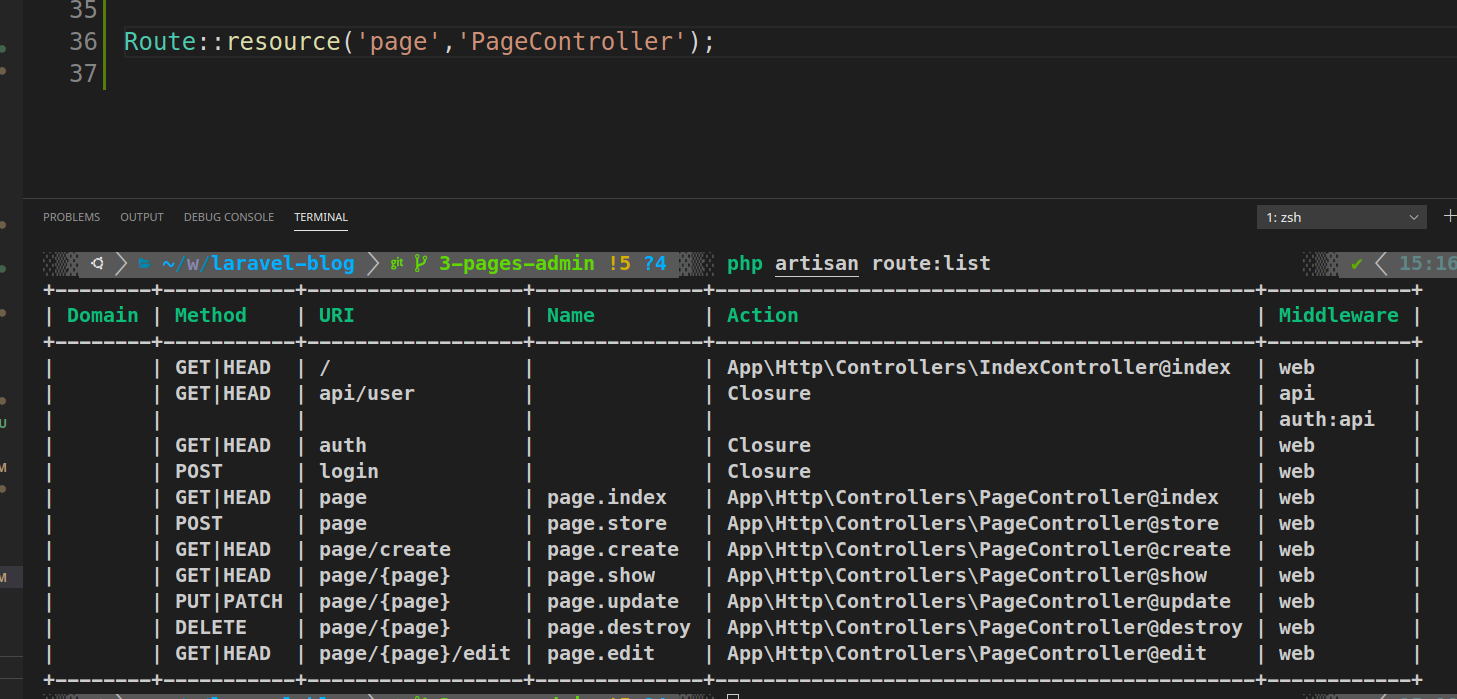 35
36 Route::resource('page','PageController');
37
PROBLEMS OUTPUT DEBUG CONSOLE TERMINAL 1: zsh
~/w/laravel-blog git 3-pages-admin !5 ?4 php artisan route:list ✔ 15:16
+--------+-----------+------------------+--------------+---------------------------------------------+------------+
| Domain | Method | URI | Name | Action | Middleware |
+--------+-----------+------------------+--------------+---------------------------------------------+------------+
| | GET|HEAD | / | | App\Http\Controllers\IndexController@index | web |
| | GET|HEAD | api/user | | Closure | api |
| | | | | | auth:api |
| | GET|HEAD | auth | | Closure | web |
| | POST | login | | Closure | web |
| | GET|HEAD | page | page.index | App\Http\Controllers\PageController@index | web |
| | POST | page | page.store | App\Http\Controllers\PageController@store | web |
| | GET|HEAD | page/create | page.create | App\Http\Controllers\PageController@create | web |
| | GET|HEAD | page/{page} | page.show | App\Http\Controllers\PageController@show | web |
| | PUT|PATCH | page/{page} | page.update | App\Http\Controllers\PageController@update | web |
| | DELETE | page/{page} | page.destroy | App\Http\Controllers\PageController@destroy | web |
| | GET|HEAD | page/{page}/edit | page.edit | App\Http\Controllers\PageController@edit | web |
+--------+-----------+------------------+--------------+---------------------------------------------+------------+